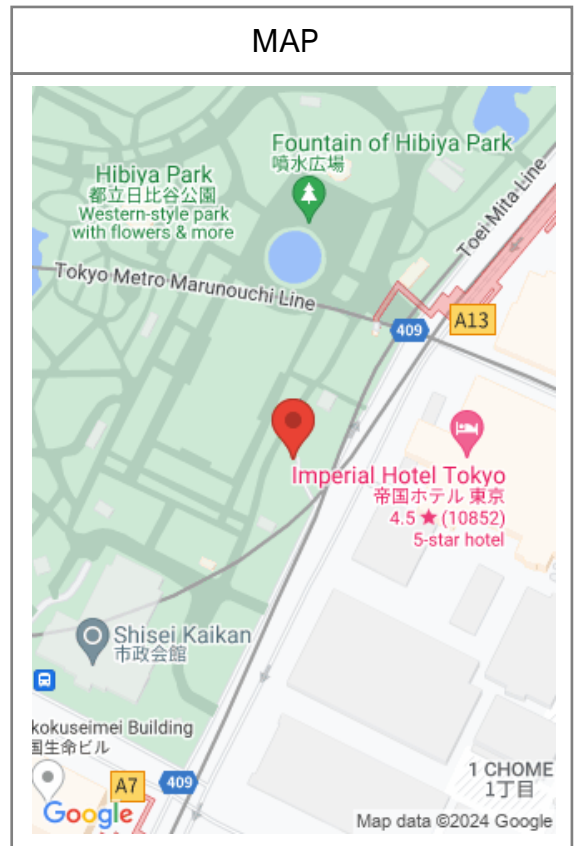 MAP
Fountain of Hibiya Park
噴水広場
Hibiya Park
都立日比谷公園
Western-style park
with flowers & more
Toei Mita Line
Tokyo Metro Marunouchi Line
A13
409
Imperial Hotel Tokyo
帝国ホテル 東京
4.5 ★ (10852)
5-star hotel
Shisei Kaikan
市政会館
kokuseimei Building
国生命ビル
1 CHOME
1丁目
A7
409
Google
Map data ©2024 Google